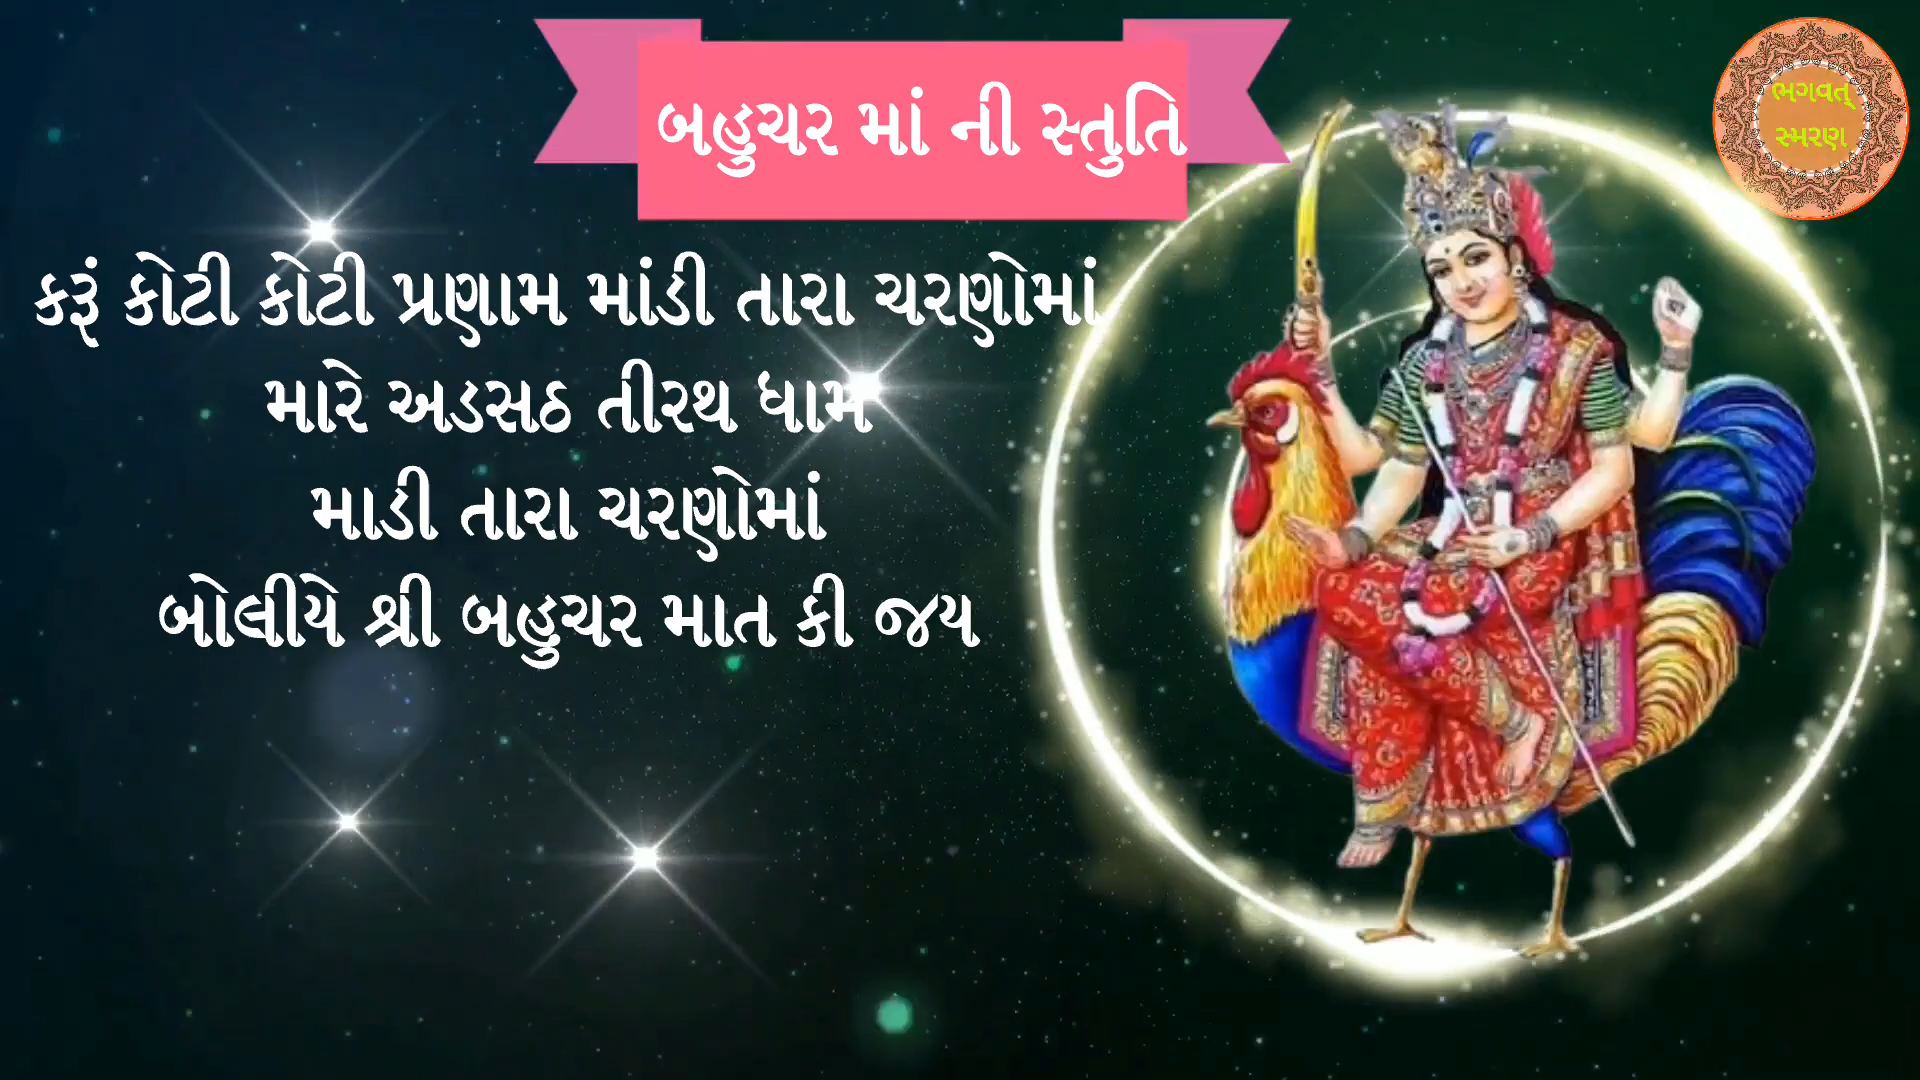 બહુચર માં ની સ્તુતિ
ભગવત્
સ્મરણ
કરૂં કોટી કોટી પ્રણામ માંડી તારા ચરણોમાં
મારે અડસઠ તીરથ ધામ
માડી તારા ચરણોમાં
બોલીયે શ્રી બહુચર માત કી જય